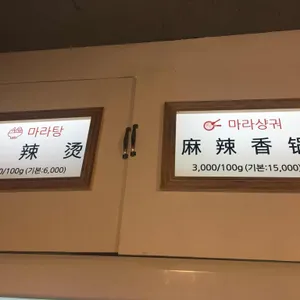 마라탕
辣 烫
0/100g (기본:6,000)
마라샹궈
麻 辣 香 锅
3,000/100g (기본:15,000)